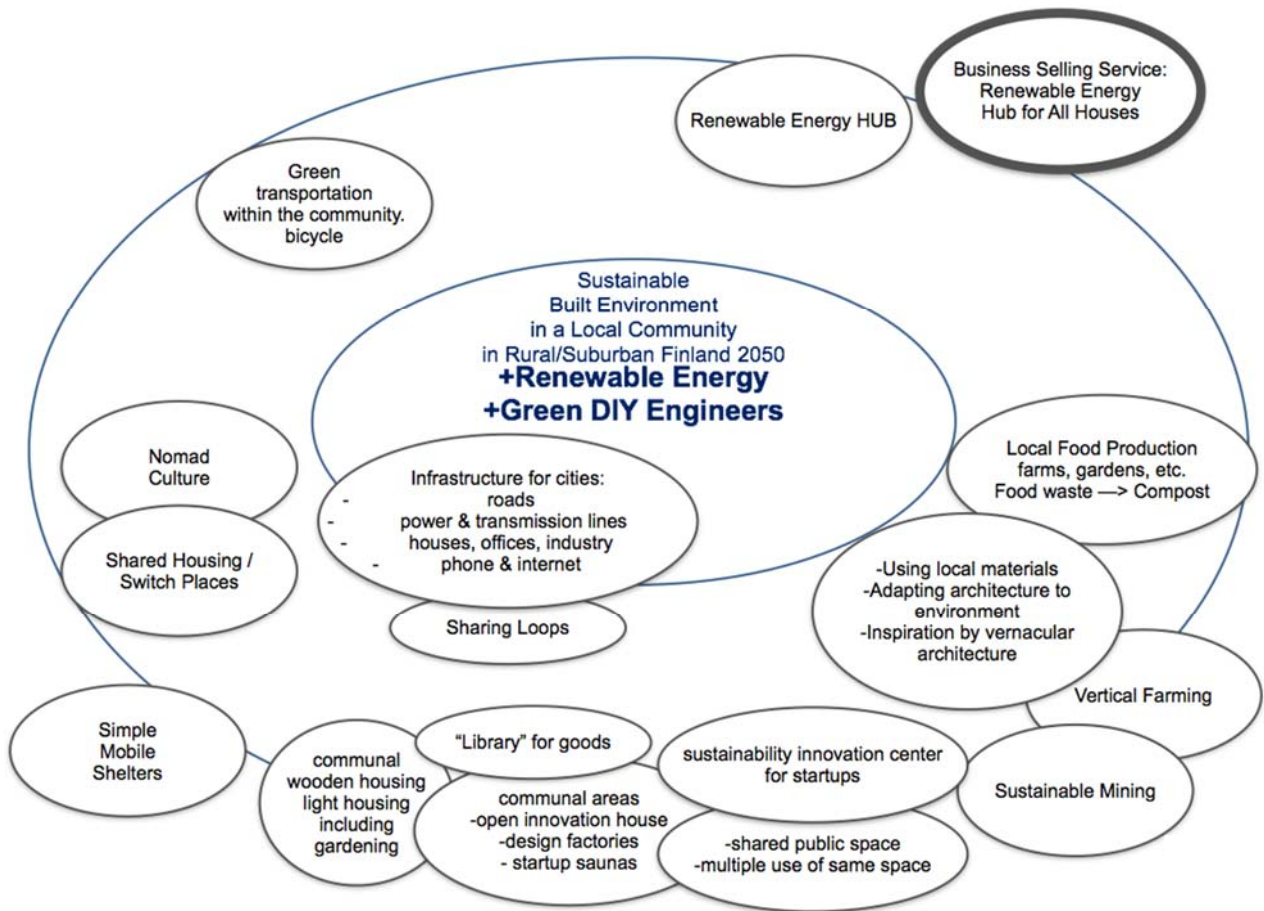 Business Selling Service:
Renewable Energy
Hub for All Houses
Renewable Energy HUB
Green
transportation
within the community.
bicycle
Sustainable
Built Environment
in a Local Community
in Rural/Suburban Finland 2050
+Renewable Energy
+Green DIY Engineers
Nomad
Culture
Shared Housing /
Switch Places
Infrastructure for cities:
- roads
- power & transmission lines
- houses, offices, industry
- phone & internet
Sharing Loops
Local Food Production
farms, gardens, etc.
Food waste —> Compost
-Using local materials
-Adapting architecture to
environment
-Inspiration by vernacular
architecture
Vertical Farming
Sustainable Mining
Simple
Mobile
Shelters
communal
wooden housing
light housing
including
gardening
“Library” for goods
communal areas
-open innovation house
-design factories
- startup saunas
sustainability innovation center
for startups
-shared public space
-multiple use of same space